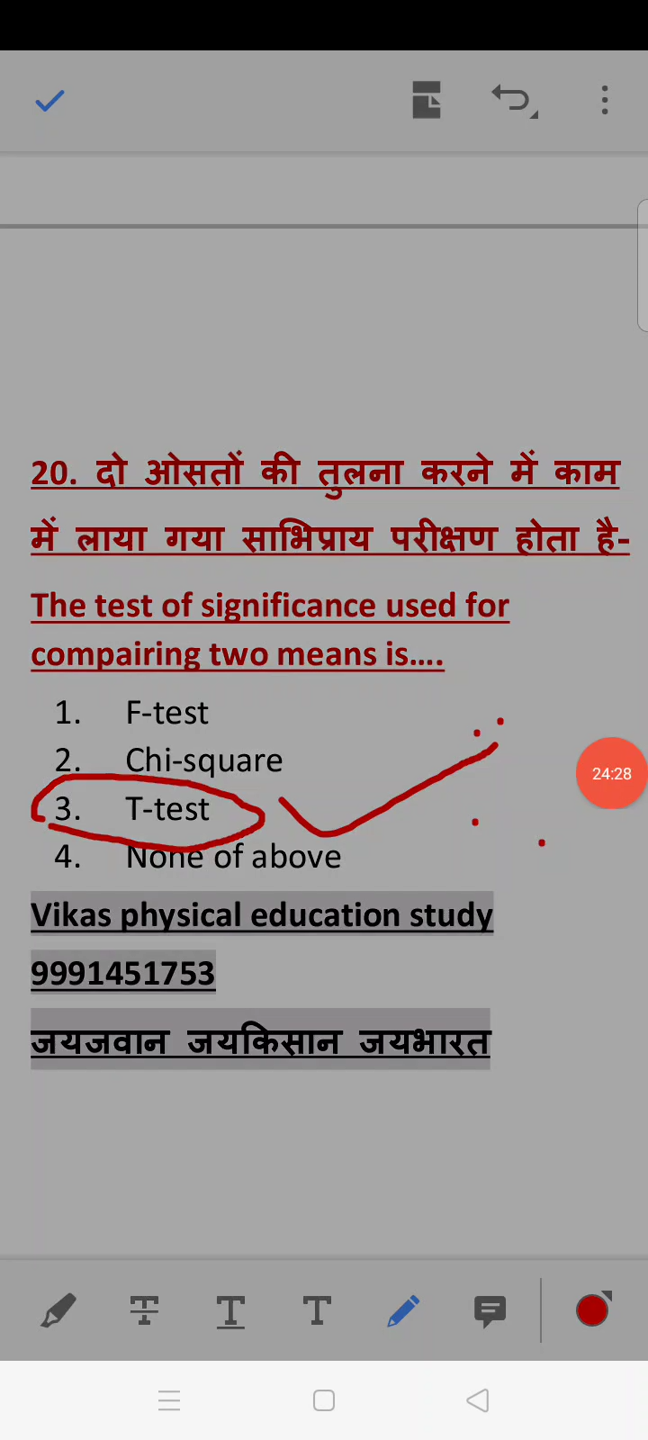 20. दो ओसतों की तुलना करने में काम
में लाया गया साभिप्राय परीक्षण होता है-
The test of significance used for
compairing two means is....
1. F-test
2. Chi-square
24:28
3. T-test
4. None of above
Vikas physical education study
9991451753
जयजवान जयकिसान जयभारत